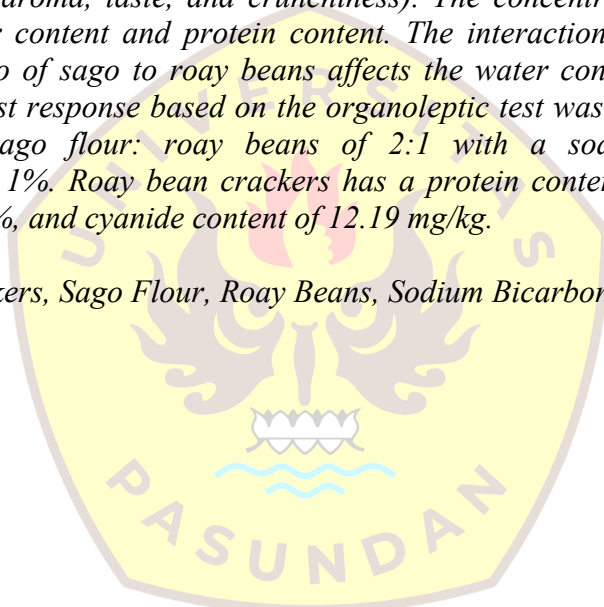 aroma, taste, and crunchiness). The concentr
content and protein content. The interaction
of sago to roay beans affects the water con
st response based on the organoleptic test was
ago flour: roay beans of 2:1 with a so
1%. Roay bean crackers has a protein conte
%, and cyanide content of 12.19 mg/kg.
kers, Sago Flour, Roay Beans, Sodium Bicarbon
UNIVERSITAS
PASUNDAN